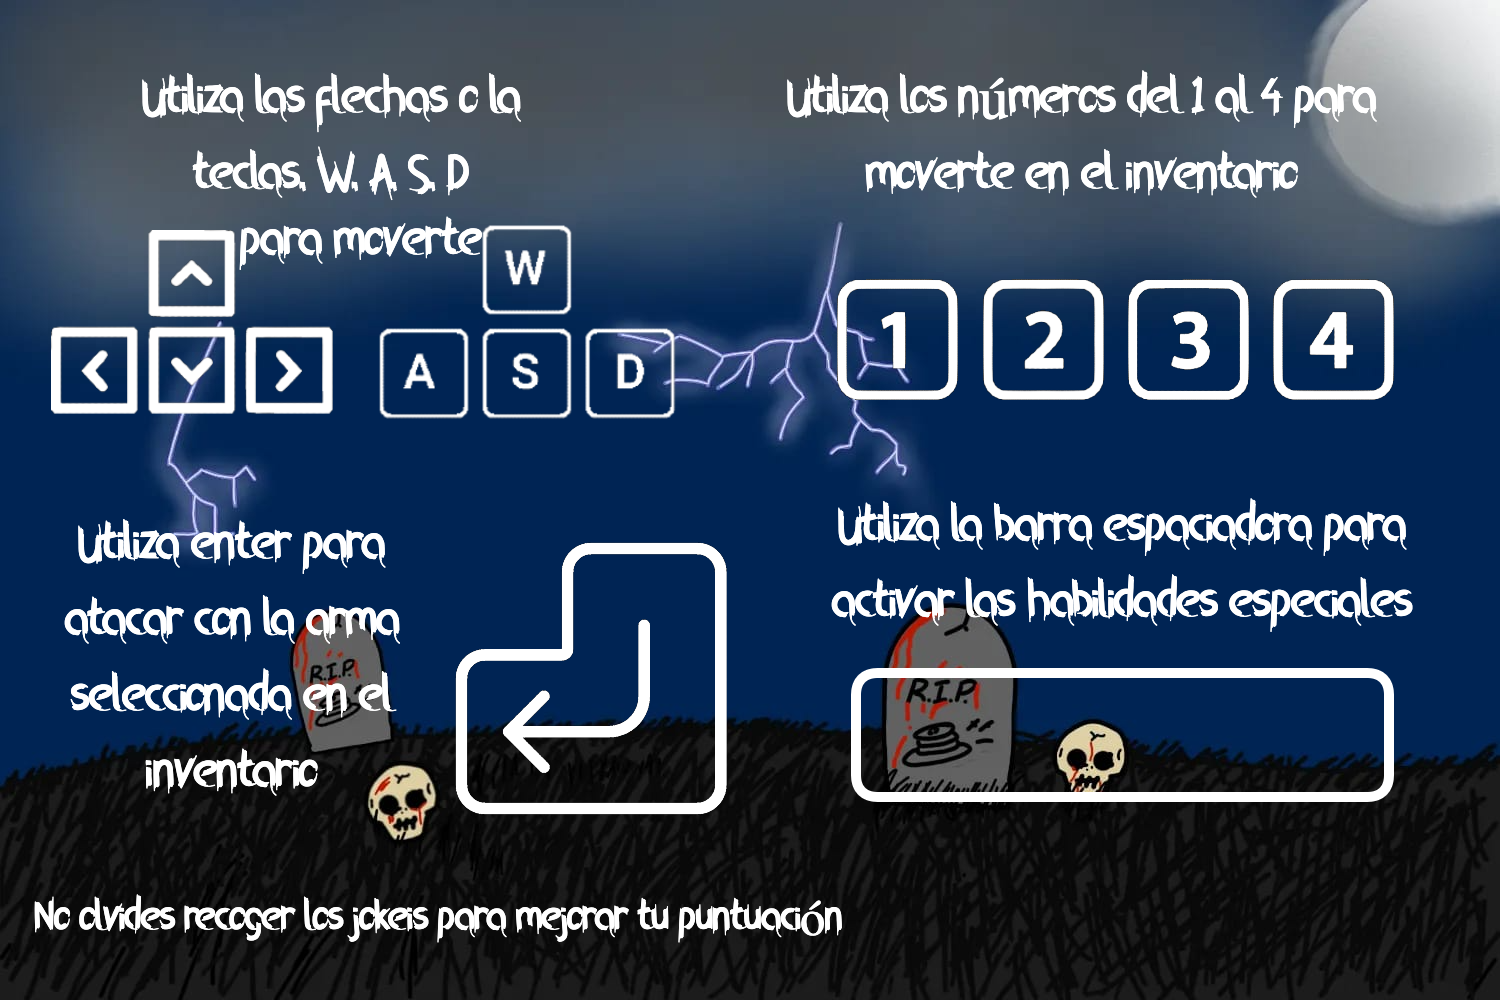 Utiliza las flechas o la
teclas. W. A. S. D
para moverte
W
A S D
Utiliza los números del 1 al 4 para
moverte en el inventario
1 2 3 4
Utiliza enter para
atacar con la arma
seleccionada en el
inventario
R.I.P.
Utiliza la barra espaciadora para
activar las habilidades especiales
R.I.P.
No olvides recoger los jokeis para mejorar tu puntuación